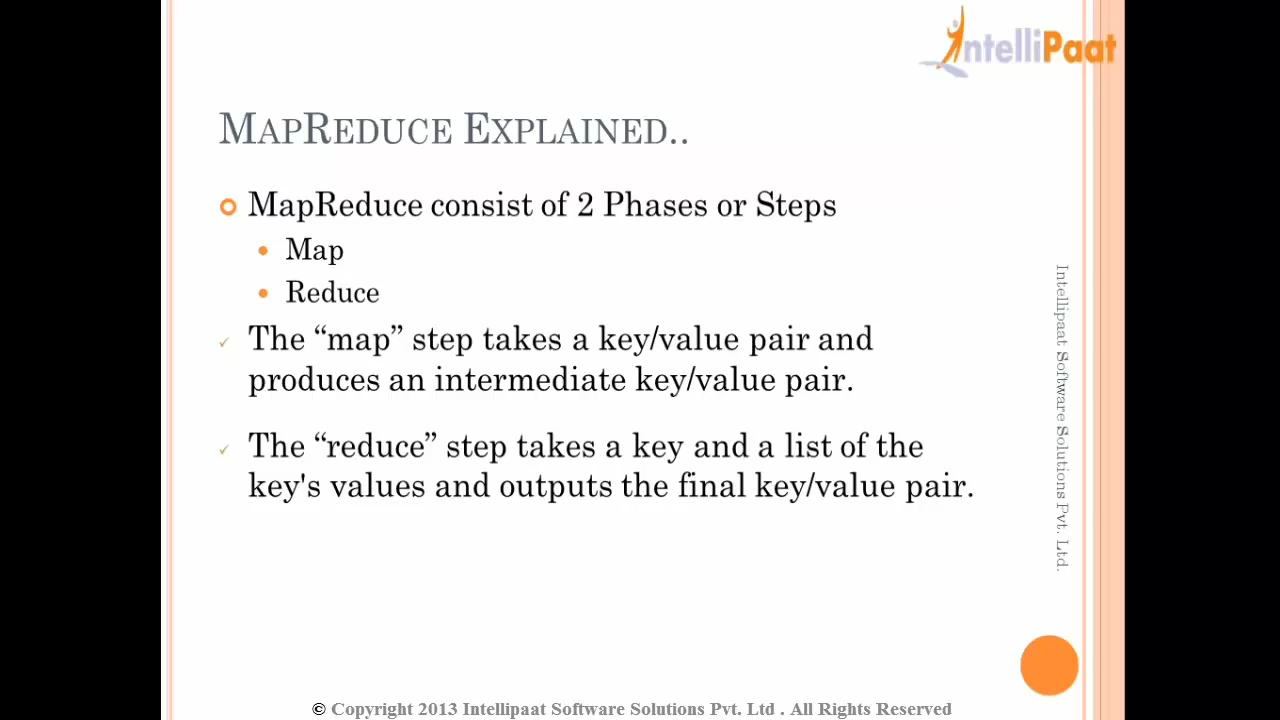 IntelliPaat
MAPREDUCE EXPLAINED..
MapReduce consist of 2 Phases or Steps
Map
Reduce
The “map” step takes a key/value pair and
produces an intermediate key/value pair.
The “reduce” step takes a key and a list of the
key's values and outputs the final key/value pair.
Intellipaat Software Solutions Pvt. Ltd.
© Copyright 2013 Intellipaat Software Solutions Pvt. Ltd . All Rights Reserved